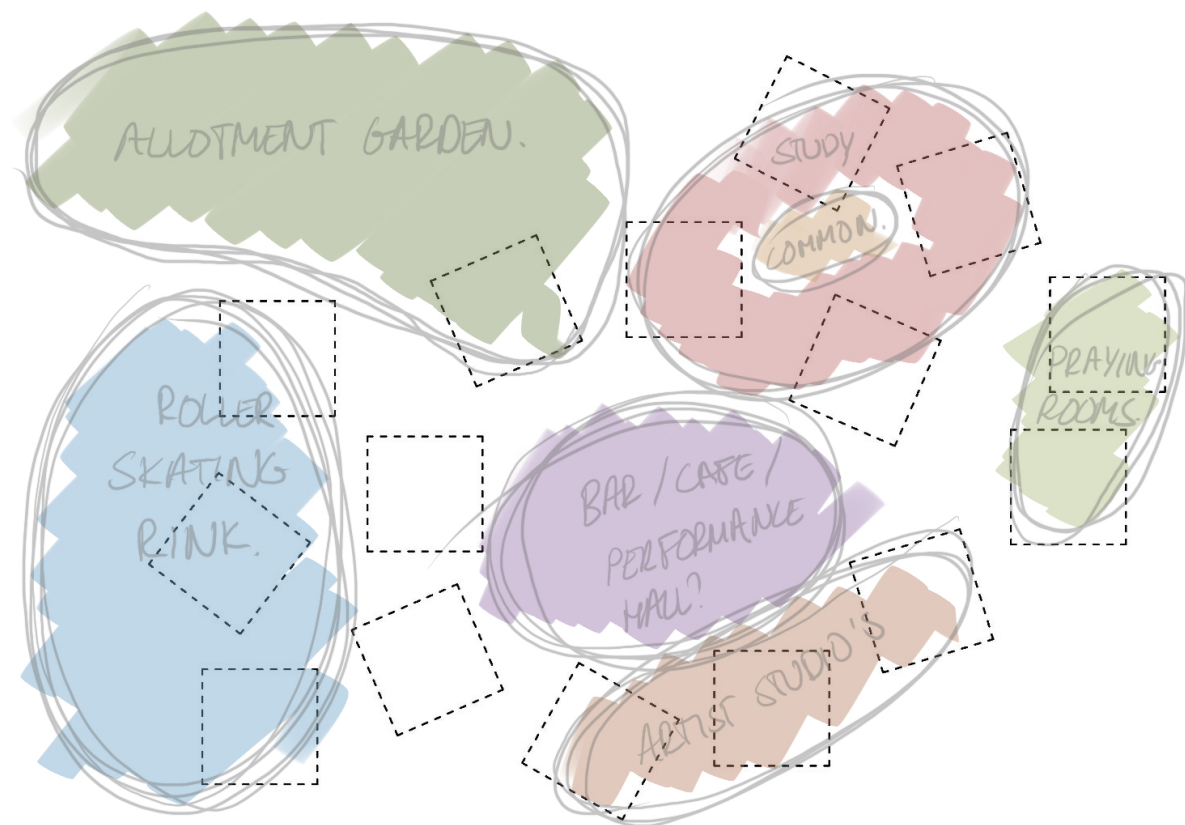 ALLOTMENT GARDEN.
STUDY
COMMON.
PRAYING
ROOMS.
ROLLER
SKATING
RINK.
BAR / CAFE /
PERFORMANCE
HALL?
ARTIST STUDIO'S